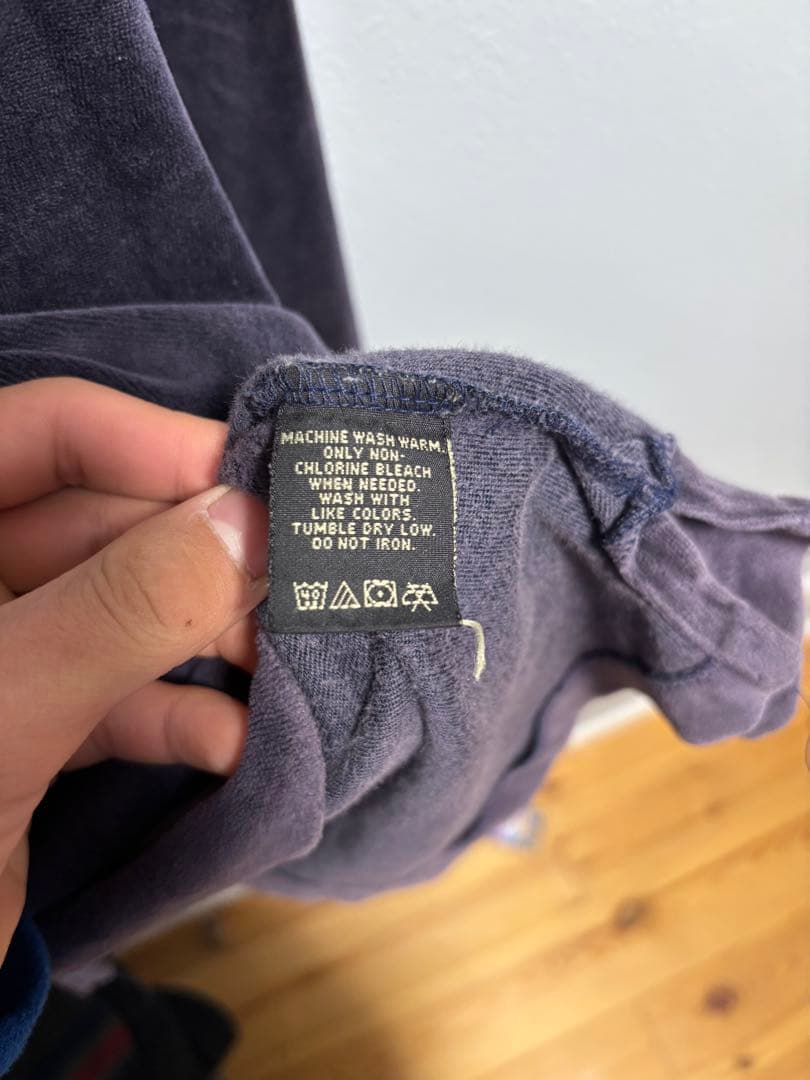 MACHINE WASH WARM.
ONLY NON-
CHLORINE BLEACH
WHEN NEEDED.
WASH WITH
LIKE COLORS.
TUMBLE DRY LOW.
DO NOT IRON.
40